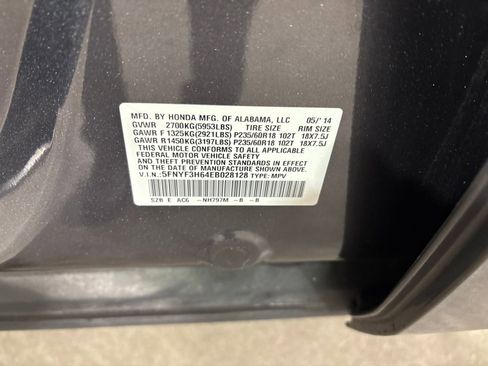 MFD. BY HONDA MFG. OF ALABAMA, LLC 05/'14
GVWR 2700KG(5953LBS) TIRE SIZE RIM SIZE
GAWR F 1325KG(2921LBS) P235/60R18 102T 18X7.5J
GAWR R 1450KG(3197LBS) P235/60R18 102T 18X7.5J
THIS VEHICLE CONFORMS TO ALL APPLICABLE
FEDERAL MOTOR VEHICLE SAFETY AND
THEFT PREVENTION STANDARDS IN EFFECT ON
THE DATE OF MANUFACTURE SHOWN ABOVE.
V.I.N.:5FNYF3H64EB028128 TYPE: MPV
SZB E AC6 -NH797M -B -B